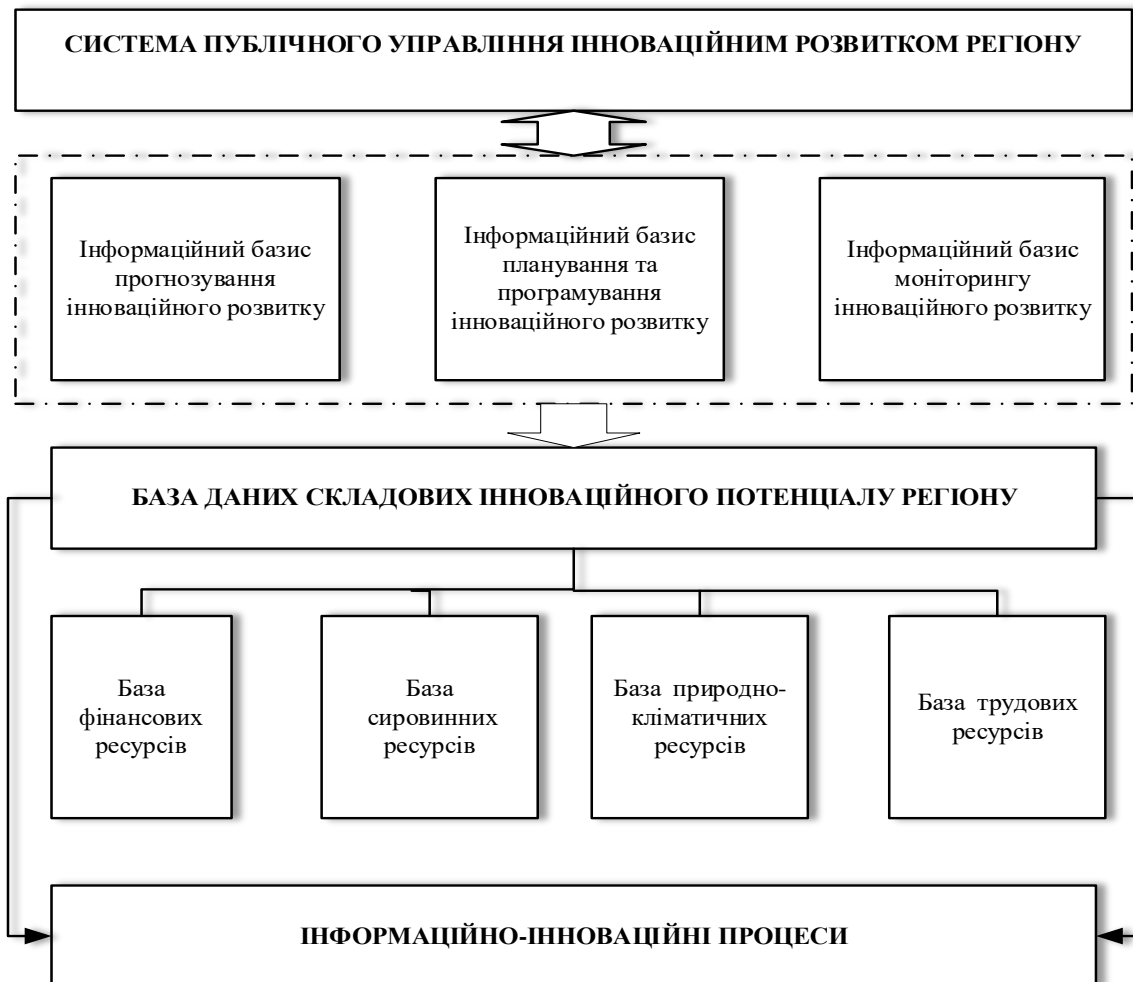 СИСТЕМА ПУБЛІЧНОГО УПРАВЛІННЯ ІННОВАЦІЙНИМ РОЗВИТКОМ РЕГІОНУ
Інформаційний базис
прогнозування
інноваційного розвитку
Інформаційний базис
планування та
програмування
інноваційного розвитку
Інформаційний базис
моніторингу
інноваційного розвитку
БАЗА ДАНИХ СКЛАДОВИХ ІННОВАЦІЙНОГО ПОТЕНЦІАЛУ РЕГІОНУ
База
фінансових
ресурсів
База
сировинних
ресурсів
База природно-
кліматичних
ресурсів
База трудових
ресурсів
ІНФОРМАЦІЙНО-ІННОВАЦІЙНІ ПРОЦЕСИ